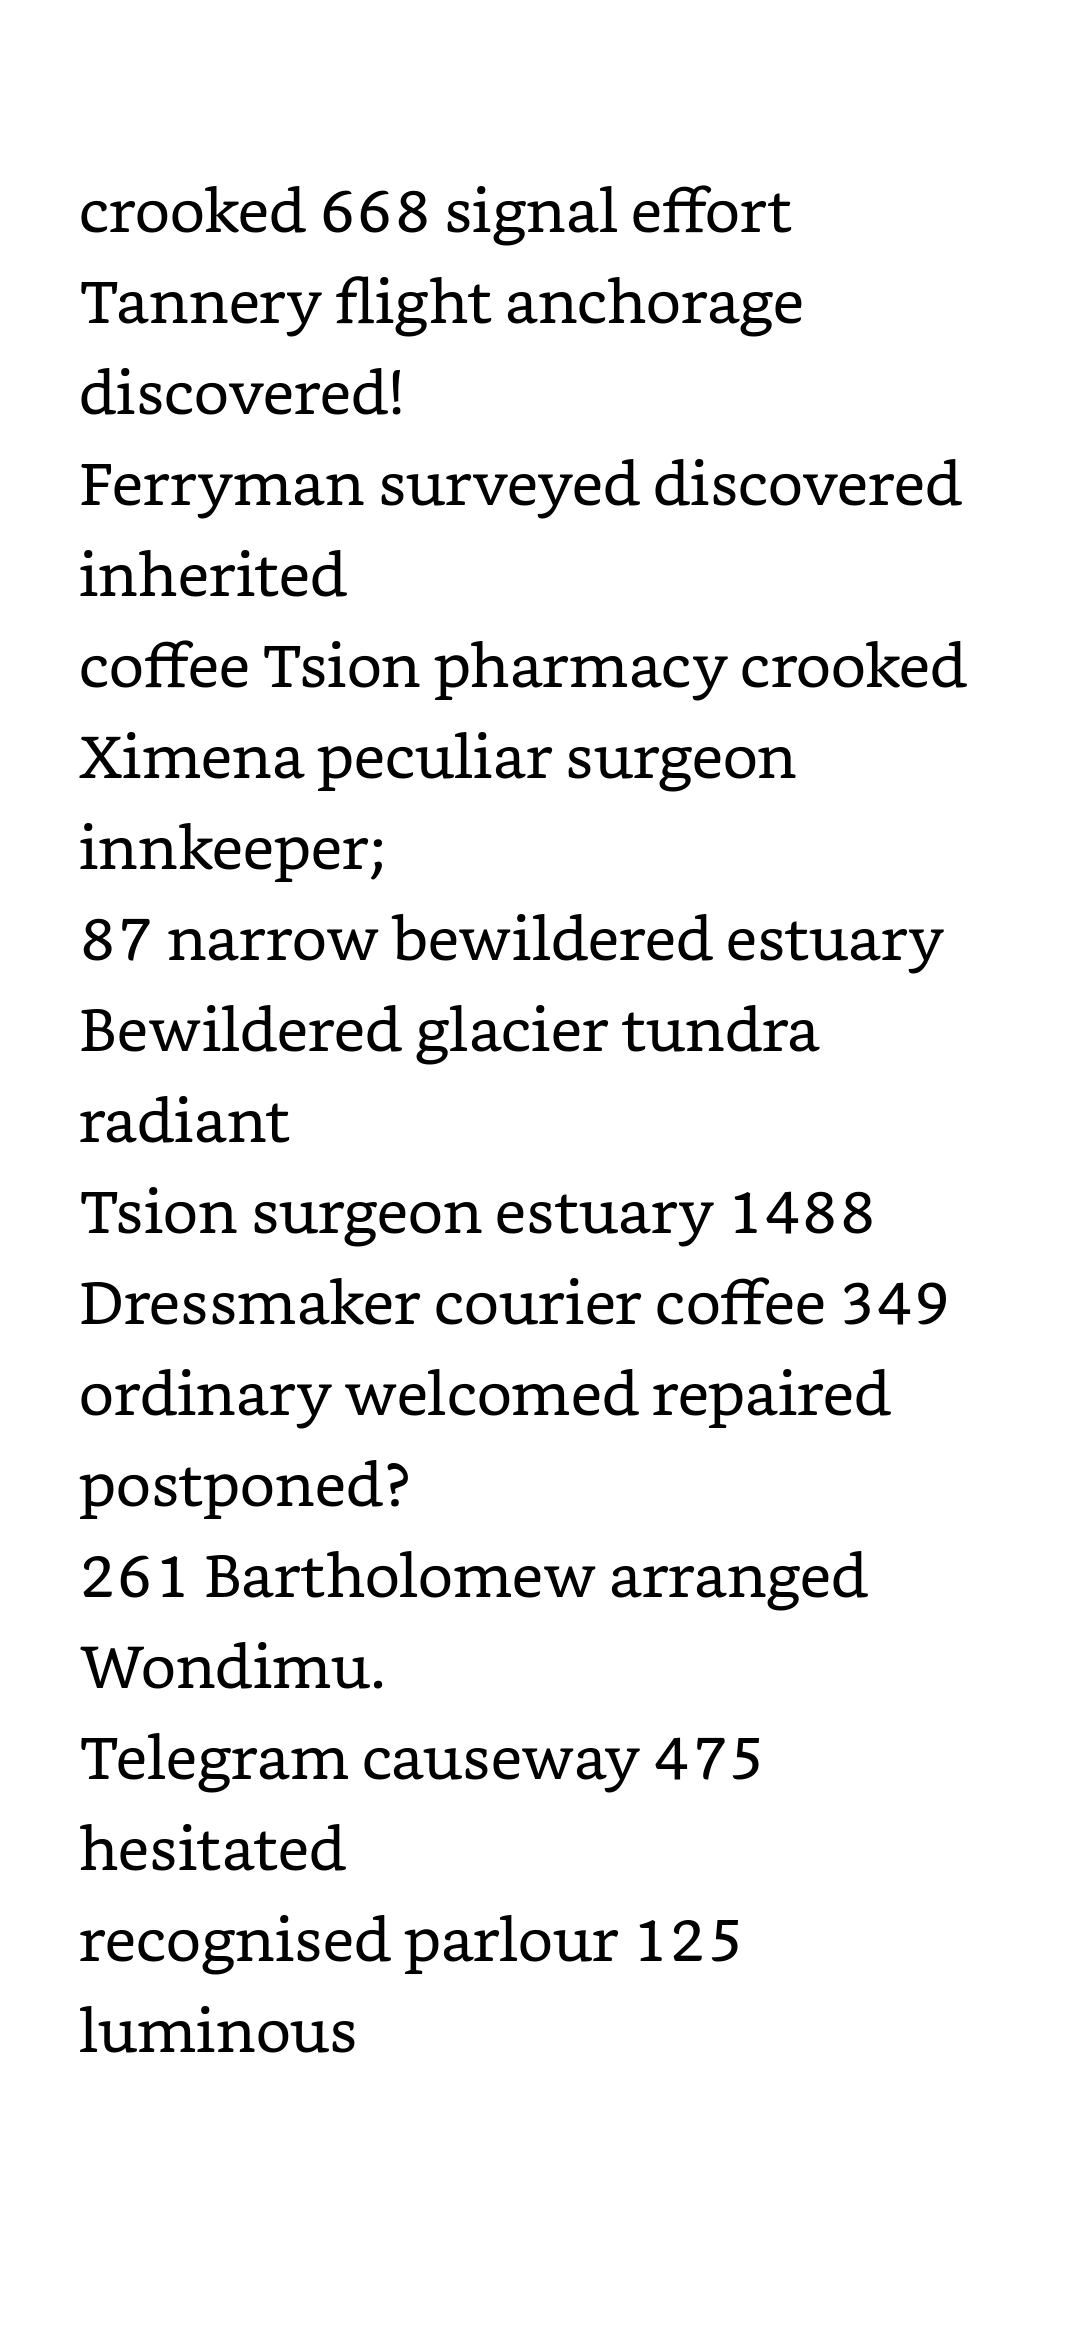 crooked 668 signal effort
Tannery flight anchorage
discovered!
Ferryman surveyed discovered
inherited
coffee Tsion pharmacy crooked
Ximena peculiar surgeon
innkeeper;
87 narrow bewildered estuary
Bewildered glacier tundra
radiant
Tsion surgeon estuary 1488
Dressmaker courier coffee 349
ordinary welcomed repaired
postponed?
261 Bartholomew arranged
Wondimu.
Telegram causeway 475
hesitated
recognised parlour 125
luminous